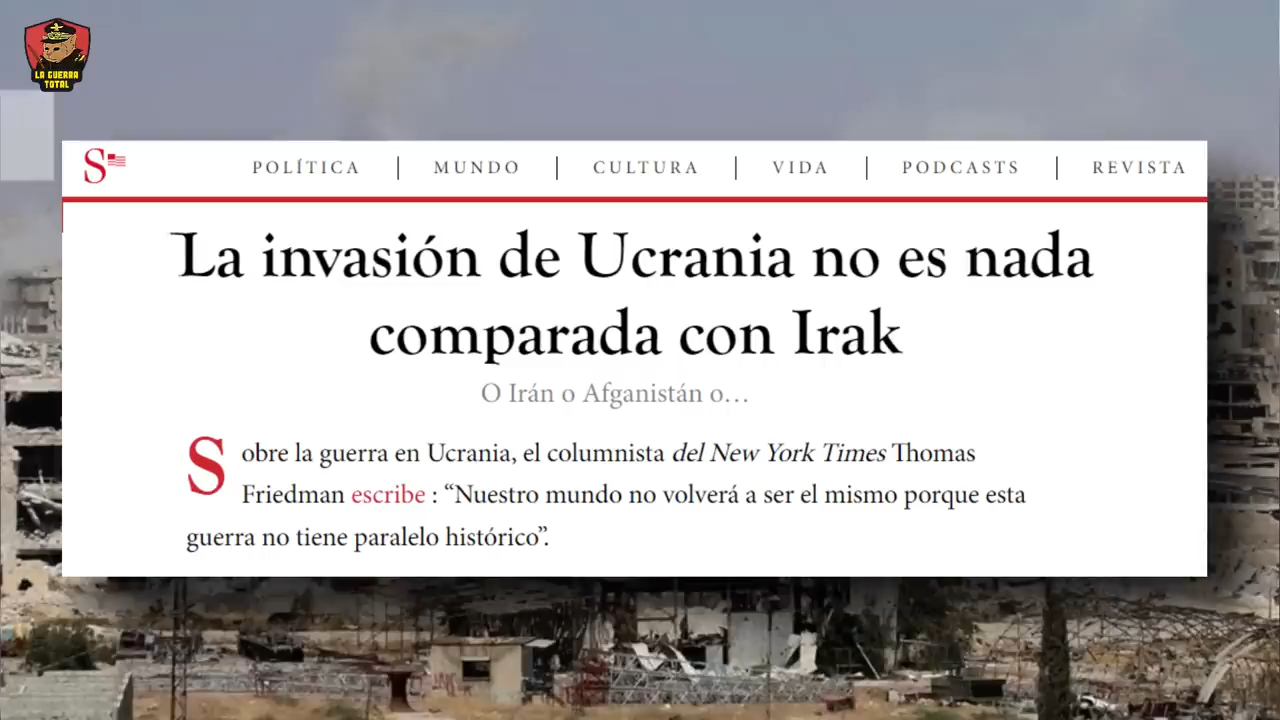 LA GUERRA
TOTAL
S
POLÍTICA | MUNDO | CULTURA | VIDA | PODCASTS | REVISTA
La invasión de Ucrania no es nada
comparada con Irak
O Irán o Afganistán o…
Sobre la guerra en Ucrania, el columnista del New York Times Thomas
Friedman escribe : “Nuestro mundo no volverá a ser el mismo porque esta
guerra no tiene paralelo histórico”.